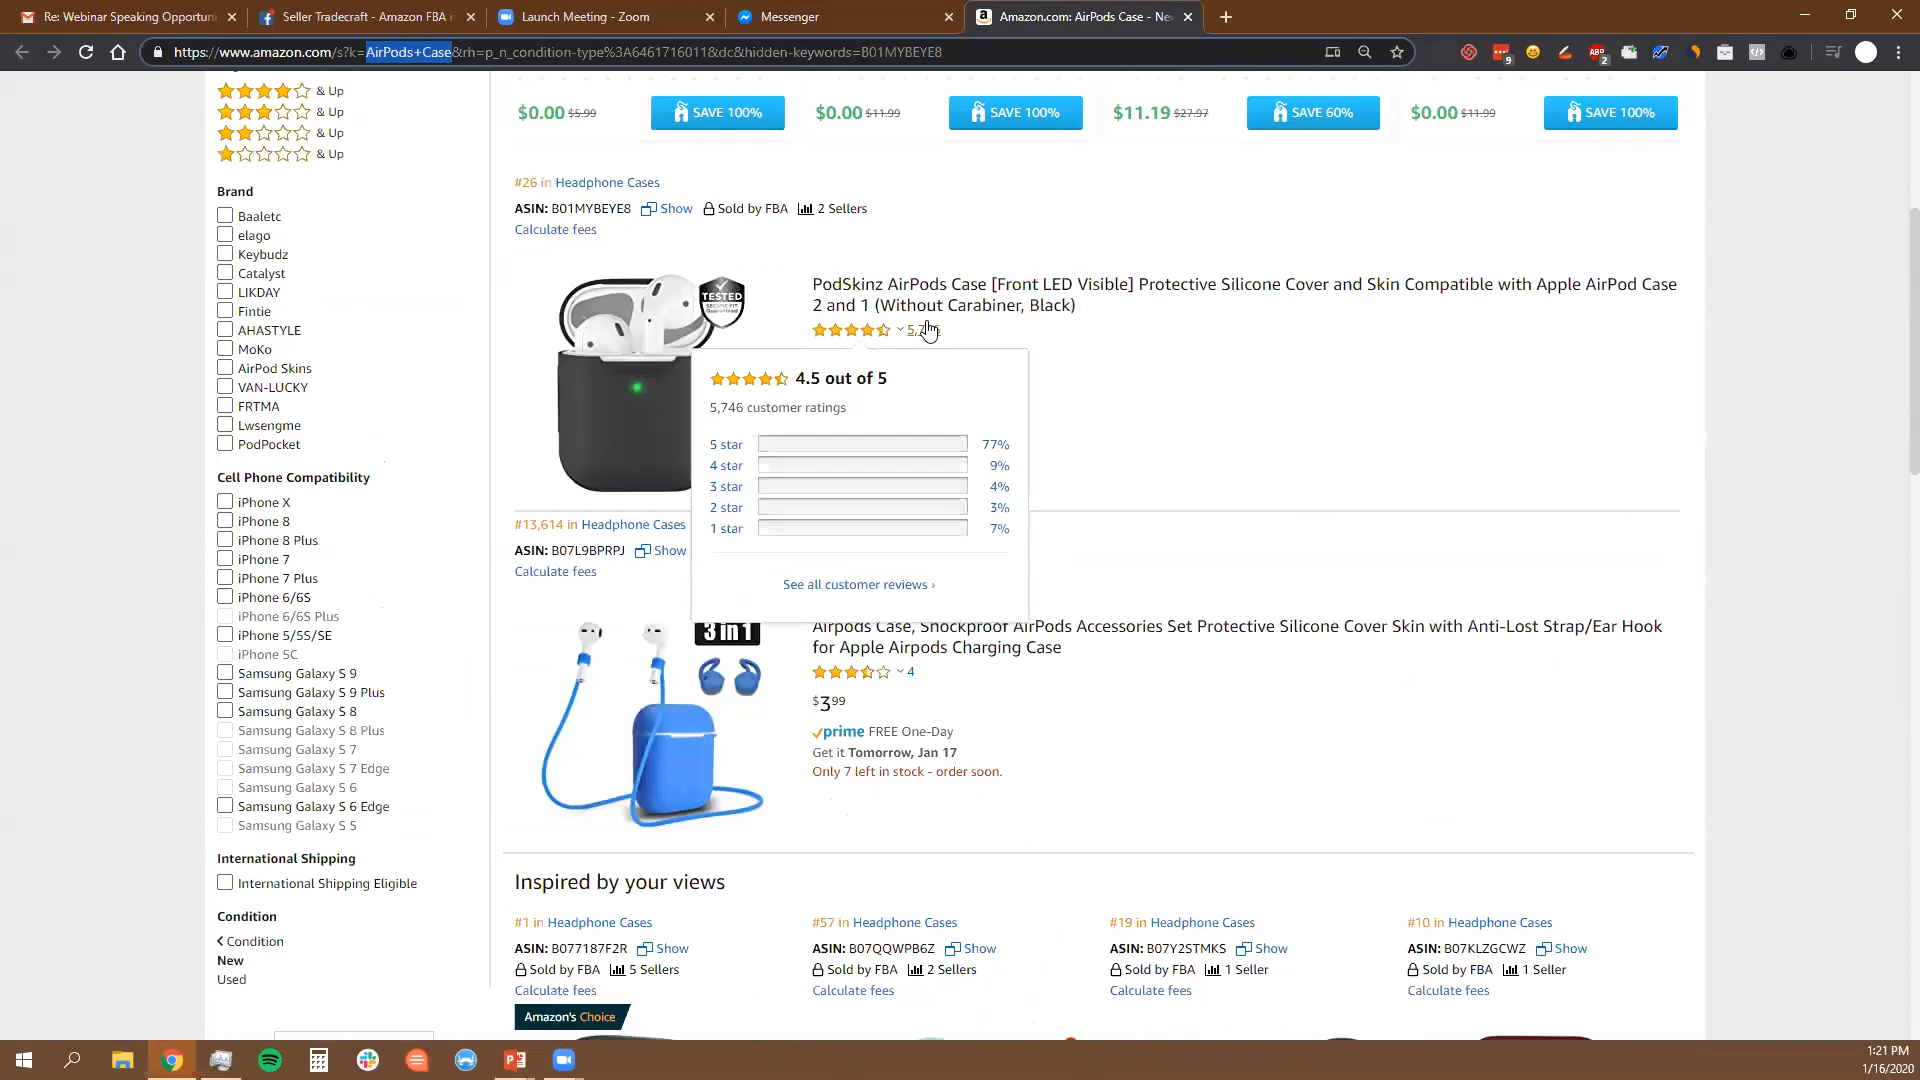 Re: Webinar Speaking Opportun
Seller Tradecraft - Amazon FBA
Launch Meeting - Zoom
Messenger
Amazon.com: AirPods Case - Ne
https://www.amazon.com/s?k=AirPods+Case&rh=p_n_condition-type%3A6461716011&dc&hidden-keywords=B01MYBEYE8
9
ABP
2
& Up
& Up
& Up
& Up
Brand
Baaletc
elago
Keybudz
Catalyst
LIKDAY
Fintie
AHASTYLE
MoKo
AirPod Skins
VAN-LUCKY
FRTMA
Lwsengme
PodPocket
Cell Phone Compatibility
iPhone X
iPhone 8
iPhone 8 Plus
iPhone 7
iPhone 7 Plus
iPhone 6/6S
iPhone 6/6S Plus
iPhone 5/5S/SE
iPhone 5C
Samsung Galaxy S 9
Samsung Galaxy S 9 Plus
Samsung Galaxy S 8
Samsung Galaxy S 8 Plus
Samsung Galaxy S 7
Samsung Galaxy S 7 Edge
Samsung Galaxy S 6
Samsung Galaxy S 6 Edge
Samsung Galaxy S 5
International Shipping
International Shipping Eligible
Condition
Condition
New
Used
$0.00 $5.99 SAVE 100%
$0.00 $11.99 SAVE 100%
$11.19 $27.97 SAVE 60%
$0.00 $11.99 SAVE 100%
#26 in Headphone Cases
ASIN: B01MYBEYE8 Show Sold by FBA 2 Sellers
Calculate fees
TESTED
SECURE FIT
Guaranteed
PodSkinz AirPods Case [Front LED Visible] Protective Silicone Cover and Skin Compatible with Apple AirPod Case
2 and 1 (Without Carabiner, Black)
4.5 out of 5
5,746 customer ratings
5 star 77%
4 star 9%
3 star 4%
2 star 3%
1 star 7%
See all customer reviews ›
#13,614 in Headphone Cases
ASIN: B07L9BPRPJ Show
Calculate fees
3 in 1
Airpods Case, Shockproof AirPods Accessories Set Protective Silicone Cover Skin with Anti-Lost Strap/Ear Hook
for Apple Airpods Charging Case
4
$3 99
prime FREE One-Day
Get it Tomorrow, Jan 17
Only 7 left in stock - order soon.
Inspired by your views
#1 in Headphone Cases
ASIN: B077187F2R Show
Sold by FBA 5 Sellers
Calculate fees
Amazon's Choice
#57 in Headphone Cases
ASIN: B07QQWPB6Z Show
Sold by FBA 2 Sellers
Calculate fees
#19 in Headphone Cases
ASIN: B07Y2STMKS Show
Sold by FBA 1 Seller
Calculate fees
#10 in Headphone Cases
ASIN: B07KLZGCWZ Show
Sold by FBA 1 Seller
Calculate fees
1:21 PM
1/16/2020